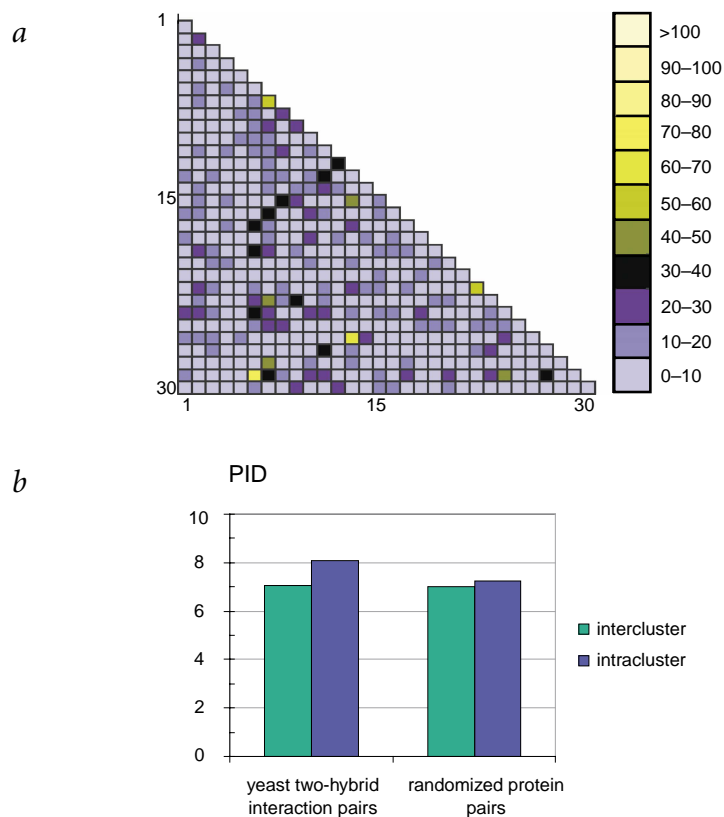 a
1
15
30
1
15
30
>100
90–100
80–90
70–80
60–70
50–60
40–50
30–40
20–30
10–20
0–10
b
PID
10
8
6
4
2
0
yeast two-hybrid
interaction pairs
randomized protein
pairs
intercluster
intracluster